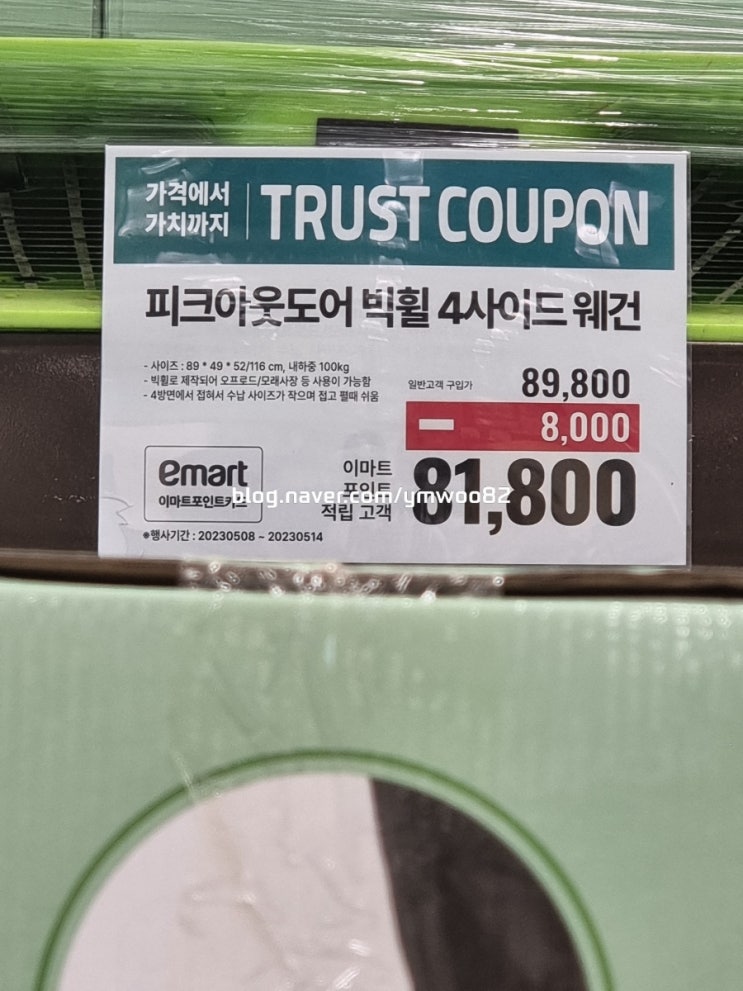 가격에서
가치까지
TRUST COUPON
피크아웃도어 빅휠 4사이드 웨건
- 사이즈 : 89 * 49 * 52/116 cm, 내하중 100kg
- 빅휠로 제작되어 오프로드/모래사장 등 사용이 가능함
- 4방면에서 접혀서 수납 사이즈가 작으며 접고 펼때 쉬움
일반고객 구입가 89,800
- 8,000
emart
이마트포인트카드
이마트
포인트
적립 고객
81,800
blog.naver.com/ymwoo82
※행사기간 : 20230508 ~ 20230514